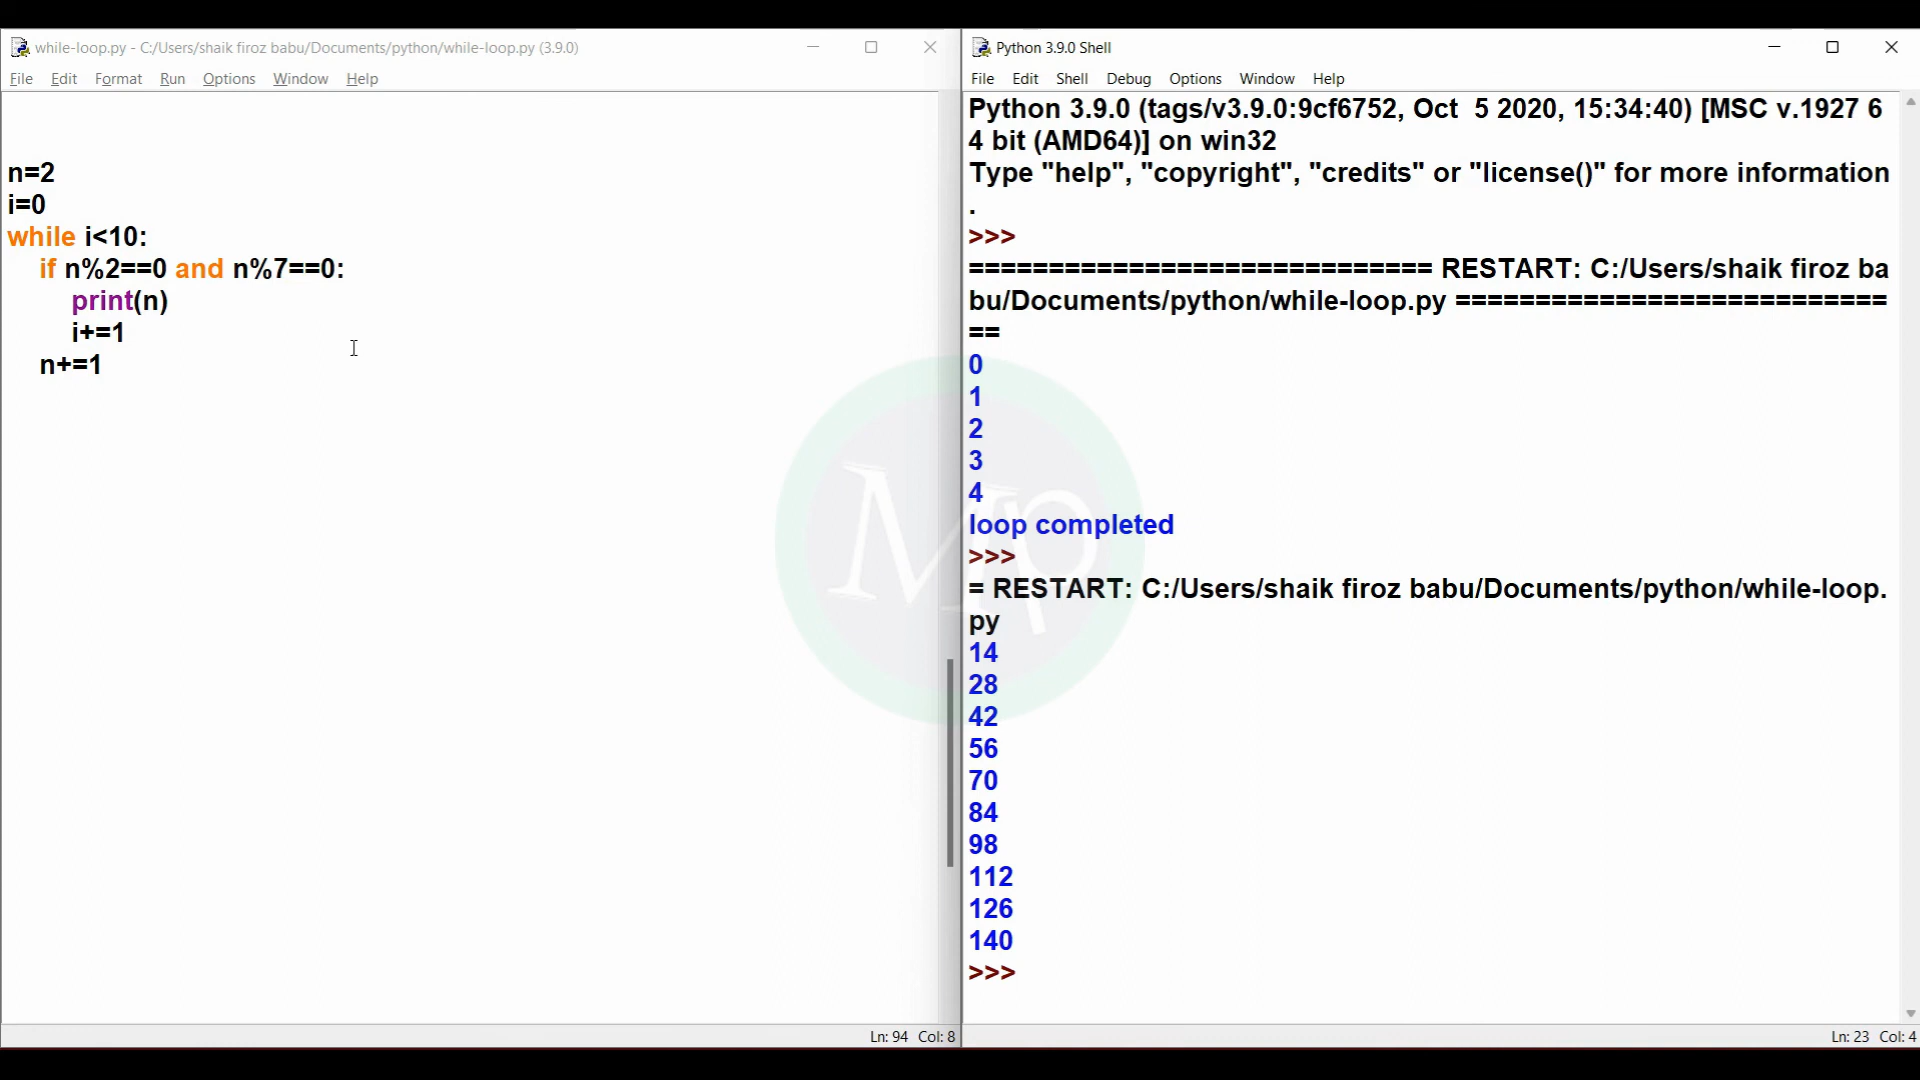 while-loop.py - C:/Users/shaik firoz babu/Documents/python/while-loop.py (3.9.0)
File Edit Format Run Options Window Help
n=2
i=0
while i<10:
    if n%2==0 and n%7==0:
        print(n)
        i+=1
    n+=1
Ln: 94 Col: 8
Python 3.9.0 Shell
File Edit Shell Debug Options Window Help
Python 3.9.0 (tags/v3.9.0:9cf6752, Oct  5 2020, 15:34:40) [MSC v.1927 6
4 bit (AMD64)] on win32
Type "help", "copyright", "credits" or "license()" for more information
.
>>>
============================= RESTART: C:/Users/shaik firoz ba
bu/Documents/python/while-loop.py ===========================
==
0
1
2
3
4
loop completed
>>>
= RESTART: C:/Users/shaik firoz babu/Documents/python/while-loop.
py
14
28
42
56
70
84
98
112
126
140
>>>
Ln: 23 Col: 4
Mp